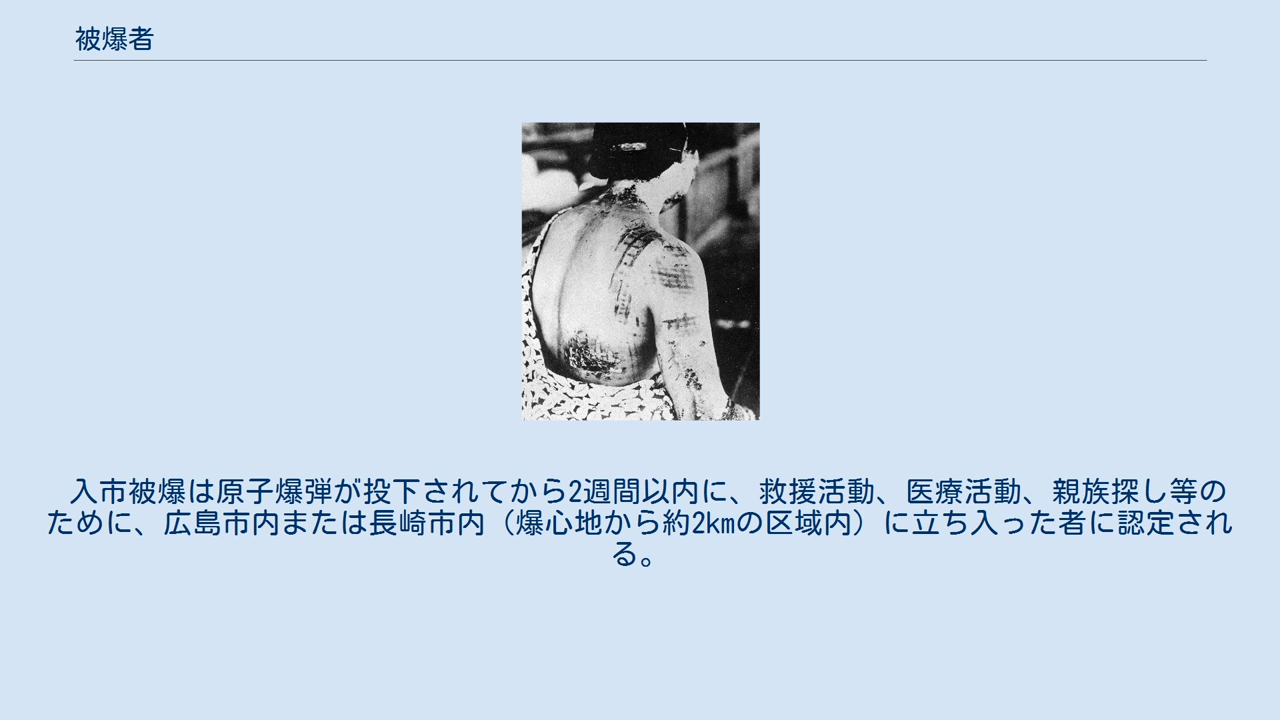 被爆者
入市被爆は原子爆弾が投下されてから2週間以内に、救援活動、医療活動、親族探し等の
ために、広島市内または長崎市内（爆心地から約2kmの区域内）に立ち入った者に認定され
る。